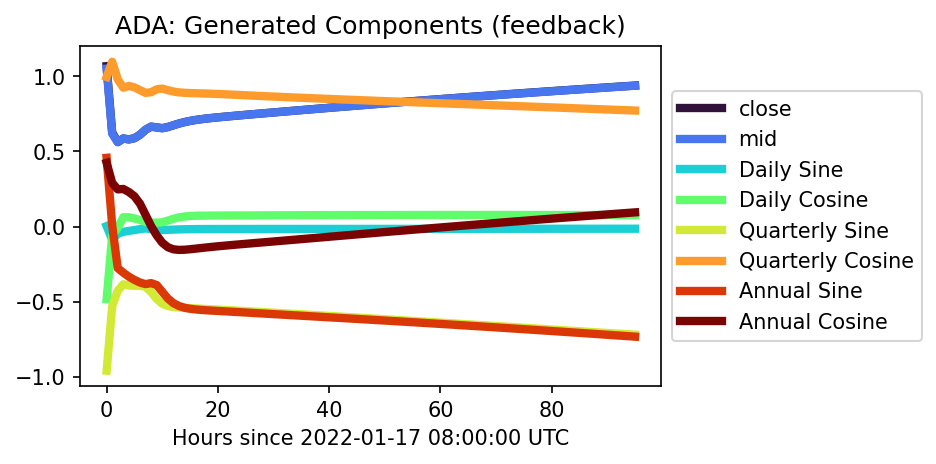 ADA: Generated Components (feedback)
1.0
0.5
0.0
−0.5
−1.0
0
20
40
60
80
Hours since 2022-01-17 08:00:00 UTC
close
mid
Daily Sine
Daily Cosine
Quarterly Sine
Quarterly Cosine
Annual Sine
Annual Cosine